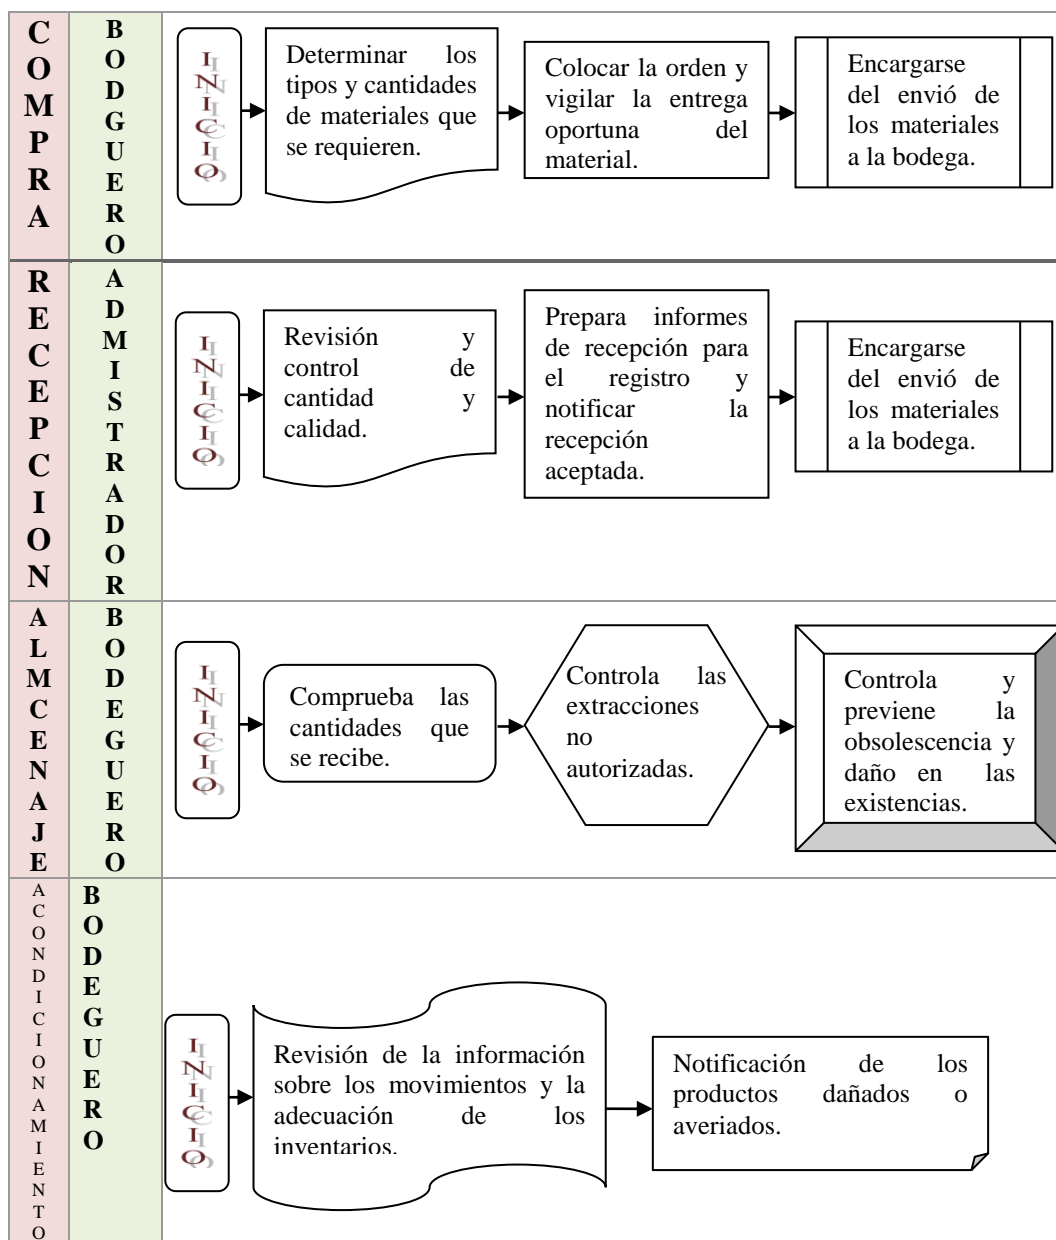 COMPRA
BODGUERO
INICIO
Determinar los
tipos y cantidades
de materiales que
se requieren.
Colocar la orden y
vigilar la entrega
oportuna del
material.
Encargarse
del envió de
los materiales
a la bodega.
RECEPCION
ADMISTRADOR
INICIO
Revisión y
control de
cantidad y
calidad.
Prepara informes
de recepción para
el registro y
notificar la
recepción
aceptada.
Encargarse
del envió de
los materiales
a la bodega.
ALMCENAJE
BODEGUERO
INICIO
Comprueba las
cantidades que
se recibe.
Controla las
extracciones
no
autorizadas.
Controla y
previene la
obsolescencia y
daño en las
existencias.
ACONDICIONAMIENTO
BODEGUERO
INICIO
Revisión de la información
sobre los movimientos y la
adecuación de los
inventarios.
Notificación de los
productos dañados o
averiados.